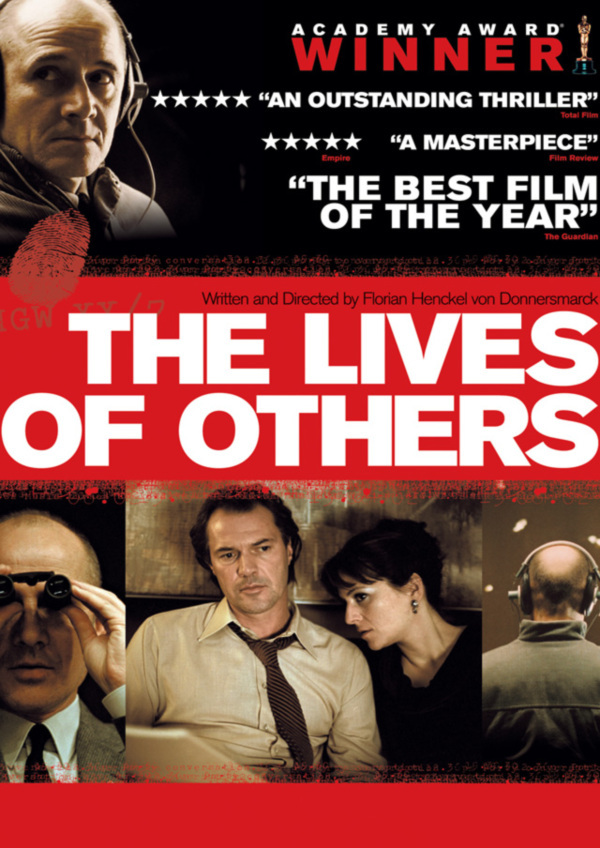 ACADEMY AWARD®
WINNER
★★★★★ “AN OUTSTANDING THRILLER”
Total Film
★★★★★ “A MASTERPIECE”
Empire Film Review
“THE BEST FILM
OF THE YEAR”
The Guardian
Written and Directed by Florian Henckel von Donnersmarck
THE LIVES
OF OTHERS